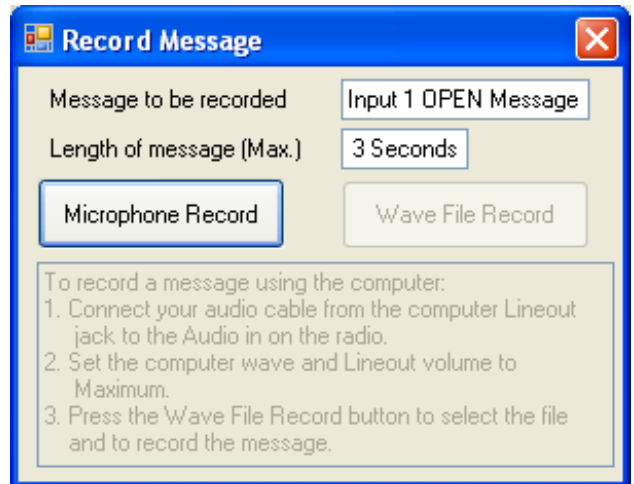 Record Message
Message to be recorded Input 1 OPEN Message
Length of message (Max.) 3 Seconds
Microphone Record Wave File Record
To record a message using the computer:
1. Connect your audio cable from the computer Lineout
jack to the Audio in on the radio.
2. Set the computer wave and Lineout volume to
Maximum.
3. Press the Wave File Record button to select the file
and to record the message.